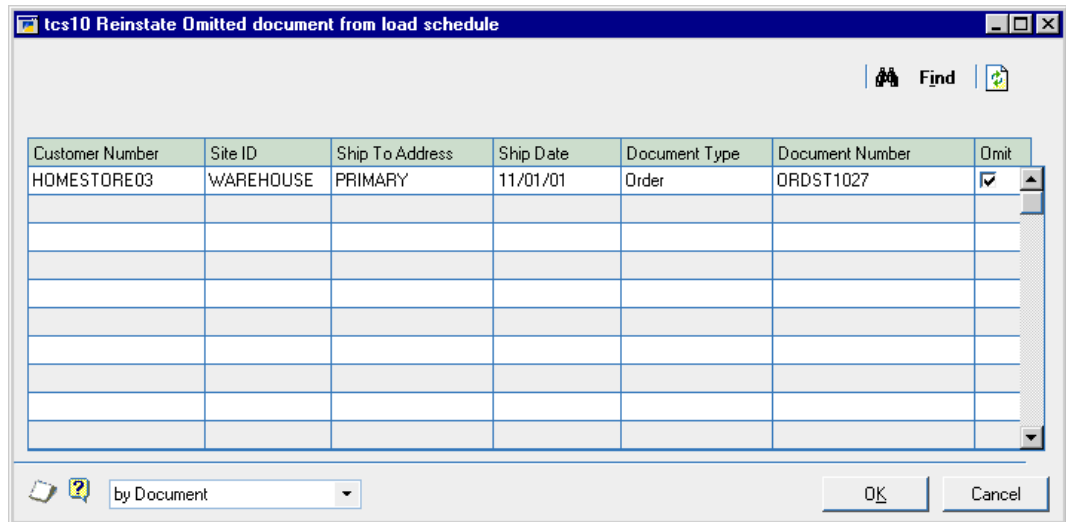 tcs10 Reinstate Omitted document from load schedule
Find
Customer Number Site ID Ship To Address Ship Date Document Type Document Number Omit
HOMESTORE03 WAREHOUSE PRIMARY 11/01/01 Order ORDST1027
by Document OK Cancel